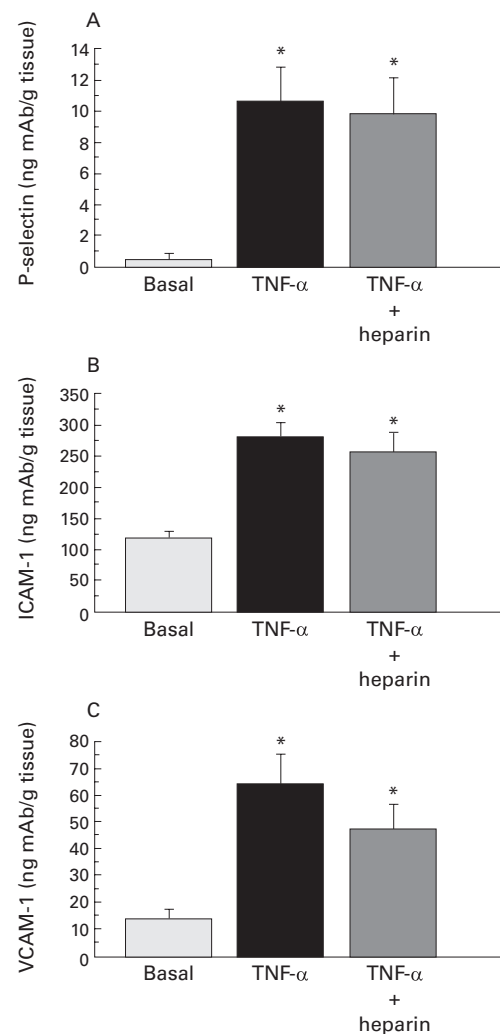 A
P-selectin (ng mAb/g tissue)
14
12
10
8
6
4
2
0
*
*
Basal
TNF-α
TNF-α
+
heparin
B
ICAM-1 (ng mAb/g tissue)
350
300
250
200
150
100
50
0
*
*
Basal
TNF-α
TNF-α
+
heparin
C
VCAM-1 (ng mAb/g tissue)
80
70
60
50
40
30
20
10
0
*
*
Basal
TNF-α
TNF-α
+
heparin